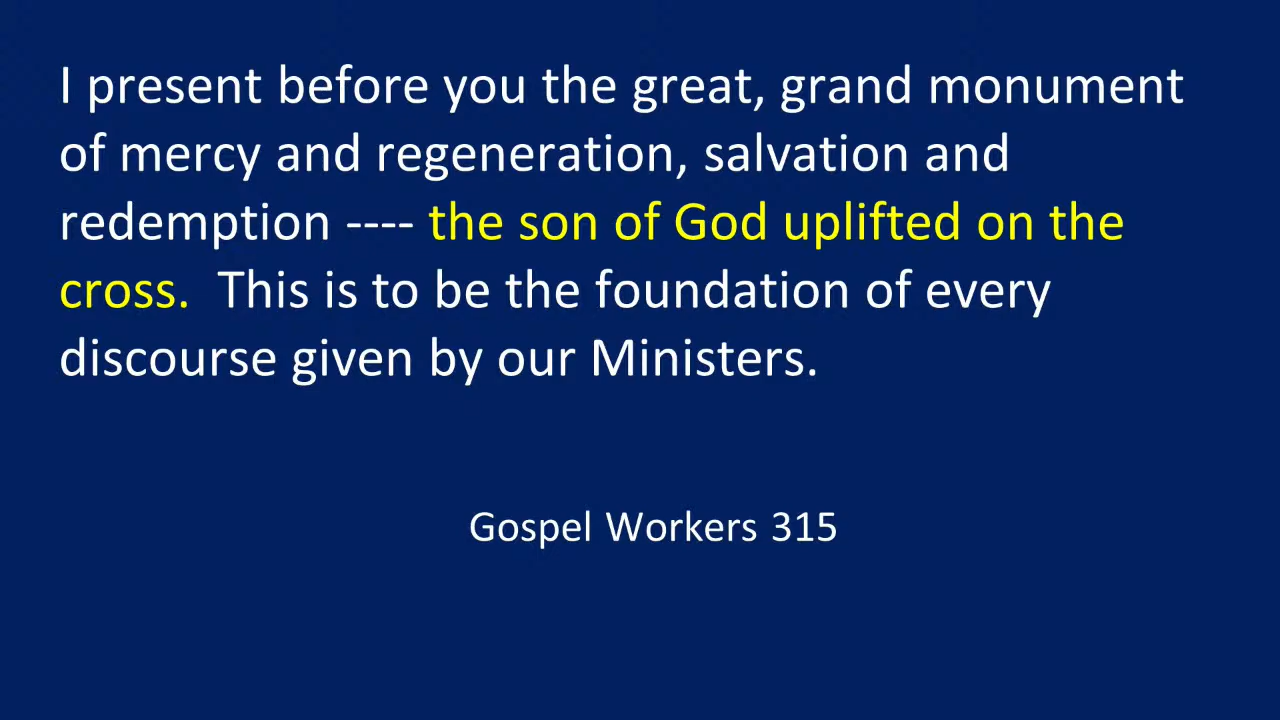 I present before you the great, grand monument
of mercy and regeneration, salvation and
redemption ---- the son of God uplifted on the
cross.  This is to be the foundation of every
discourse given by our Ministers.
Gospel Workers 315